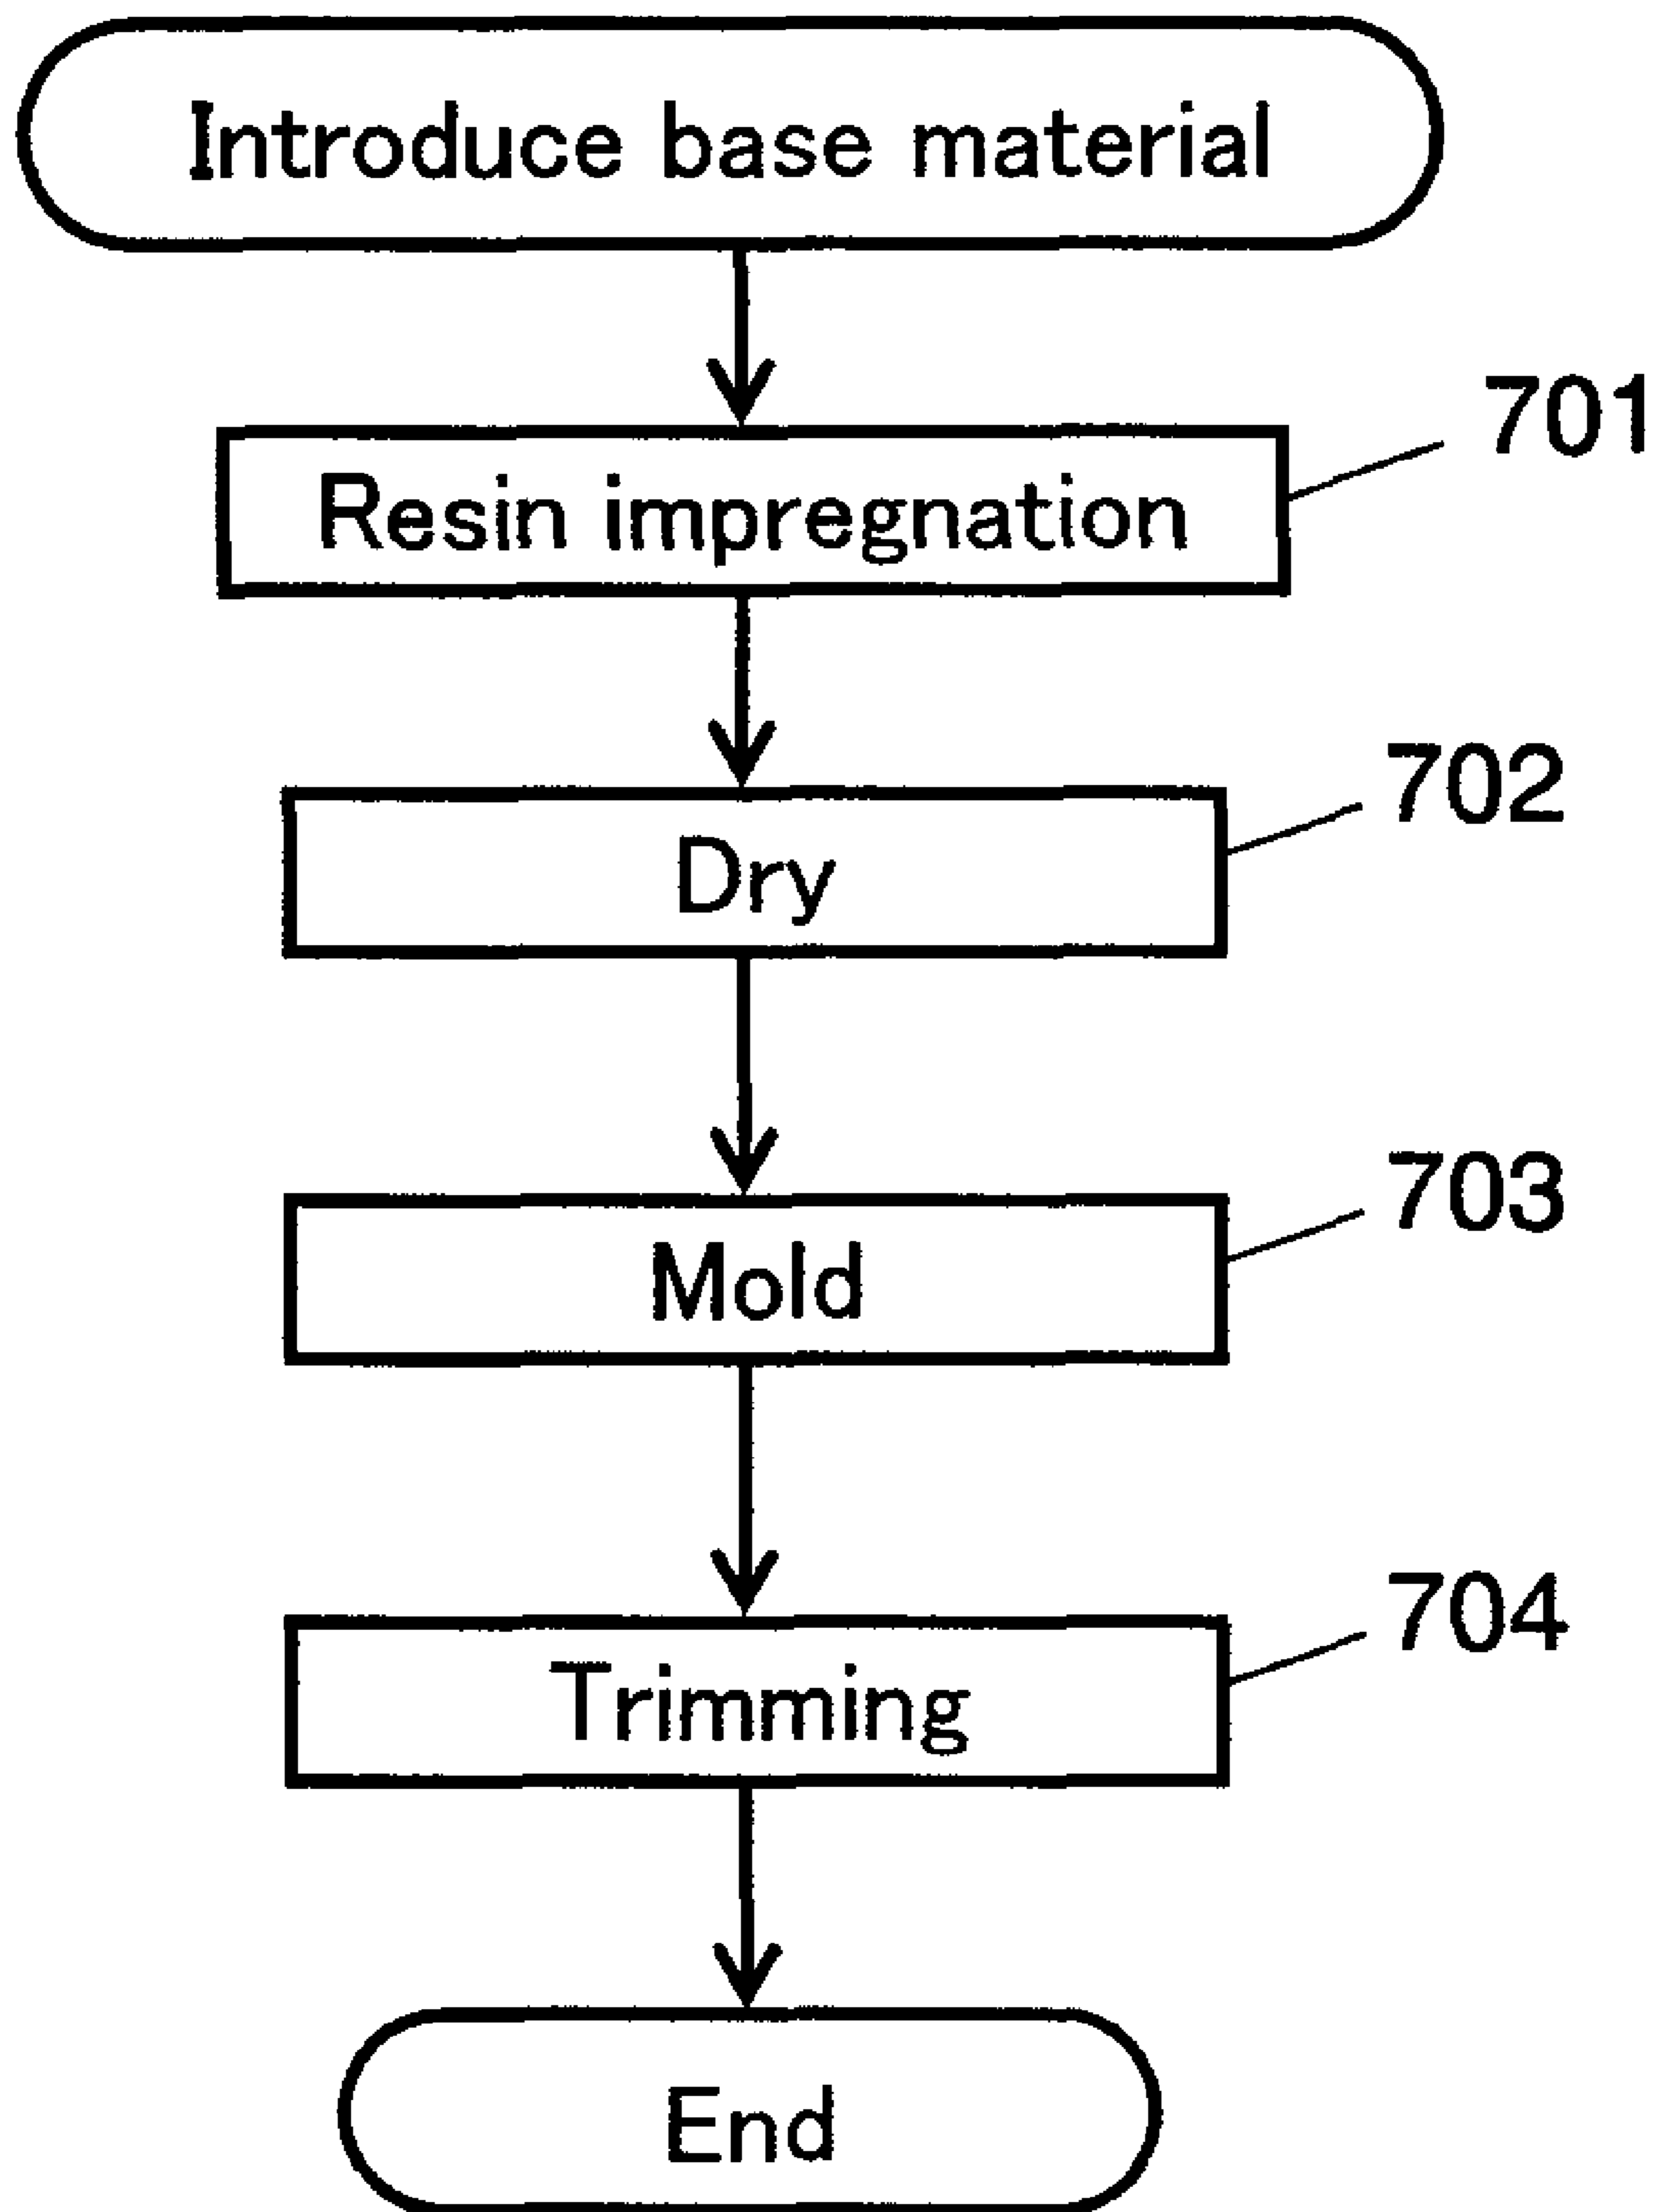 Introduce base material
701
Resin impregnation
702
Dry
703
Mold
704
Trimming
End